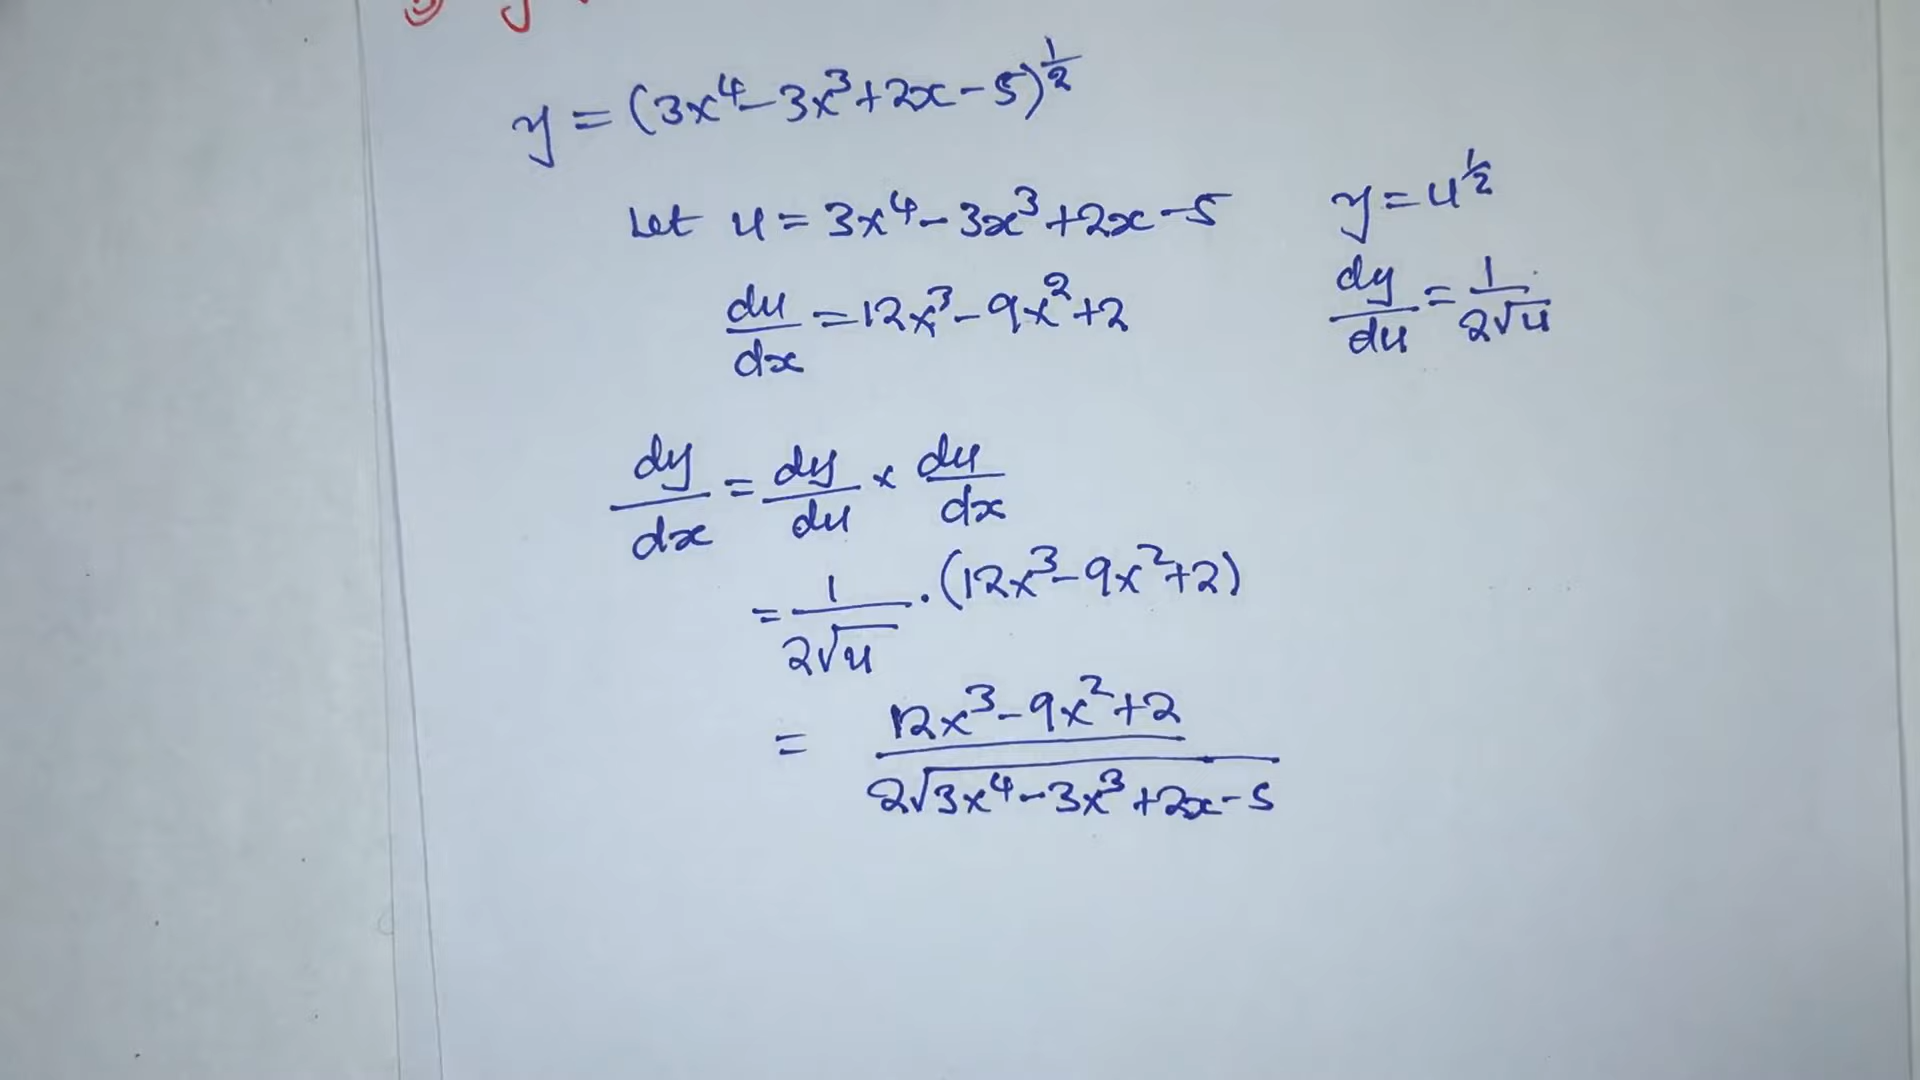 y = (3x⁴ - 3x³ + 2x - 5)^(1/2)
Let u = 3x⁴ - 3x³ + 2x - 5
y = u^(1/2)
du/dx = 12x³ - 9x² + 2
dy/du = 1/(2√u)
dy/dx = dy/du × du/dx
= 1/(2√u) · (12x³ - 9x² + 2)
= (12x³ - 9x² + 2)/(2√(3x⁴ - 3x³ + 2x - 5))